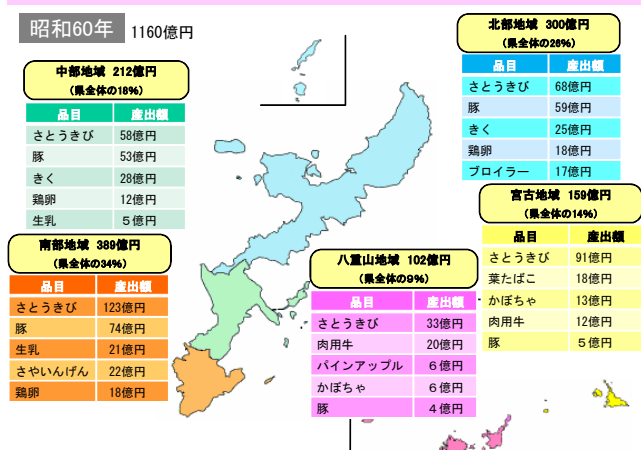 昭和60年 1160億円
中部地域 212億円
(県全体の18%)
品目 産出額
さとうきび 58億円
豚 53億円
きく 28億円
鶏卵 12億円
生乳 5億円
北部地域 300億円
(県全体の26%)
品目 産出額
さとうきび 68億円
豚 59億円
きく 25億円
鶏卵 18億円
ブロイラー 17億円
南部地域 389億円
(県全体の34%)
品目 産出額
さとうきび 123億円
豚 74億円
生乳 21億円
さやいんげん 22億円
鶏卵 18億円
八重山地域 102億円
(県全体の9%)
品目 産出額
さとうきび 33億円
肉用牛 20億円
パインアップル 6億円
かぼちゃ 6億円
豚 4億円
宮古地域 159億円
(県全体の14%)
品目 産出額
さとうきび 91億円
葉たばこ 18億円
かぼちゃ 13億円
肉用牛 12億円
豚 5億円